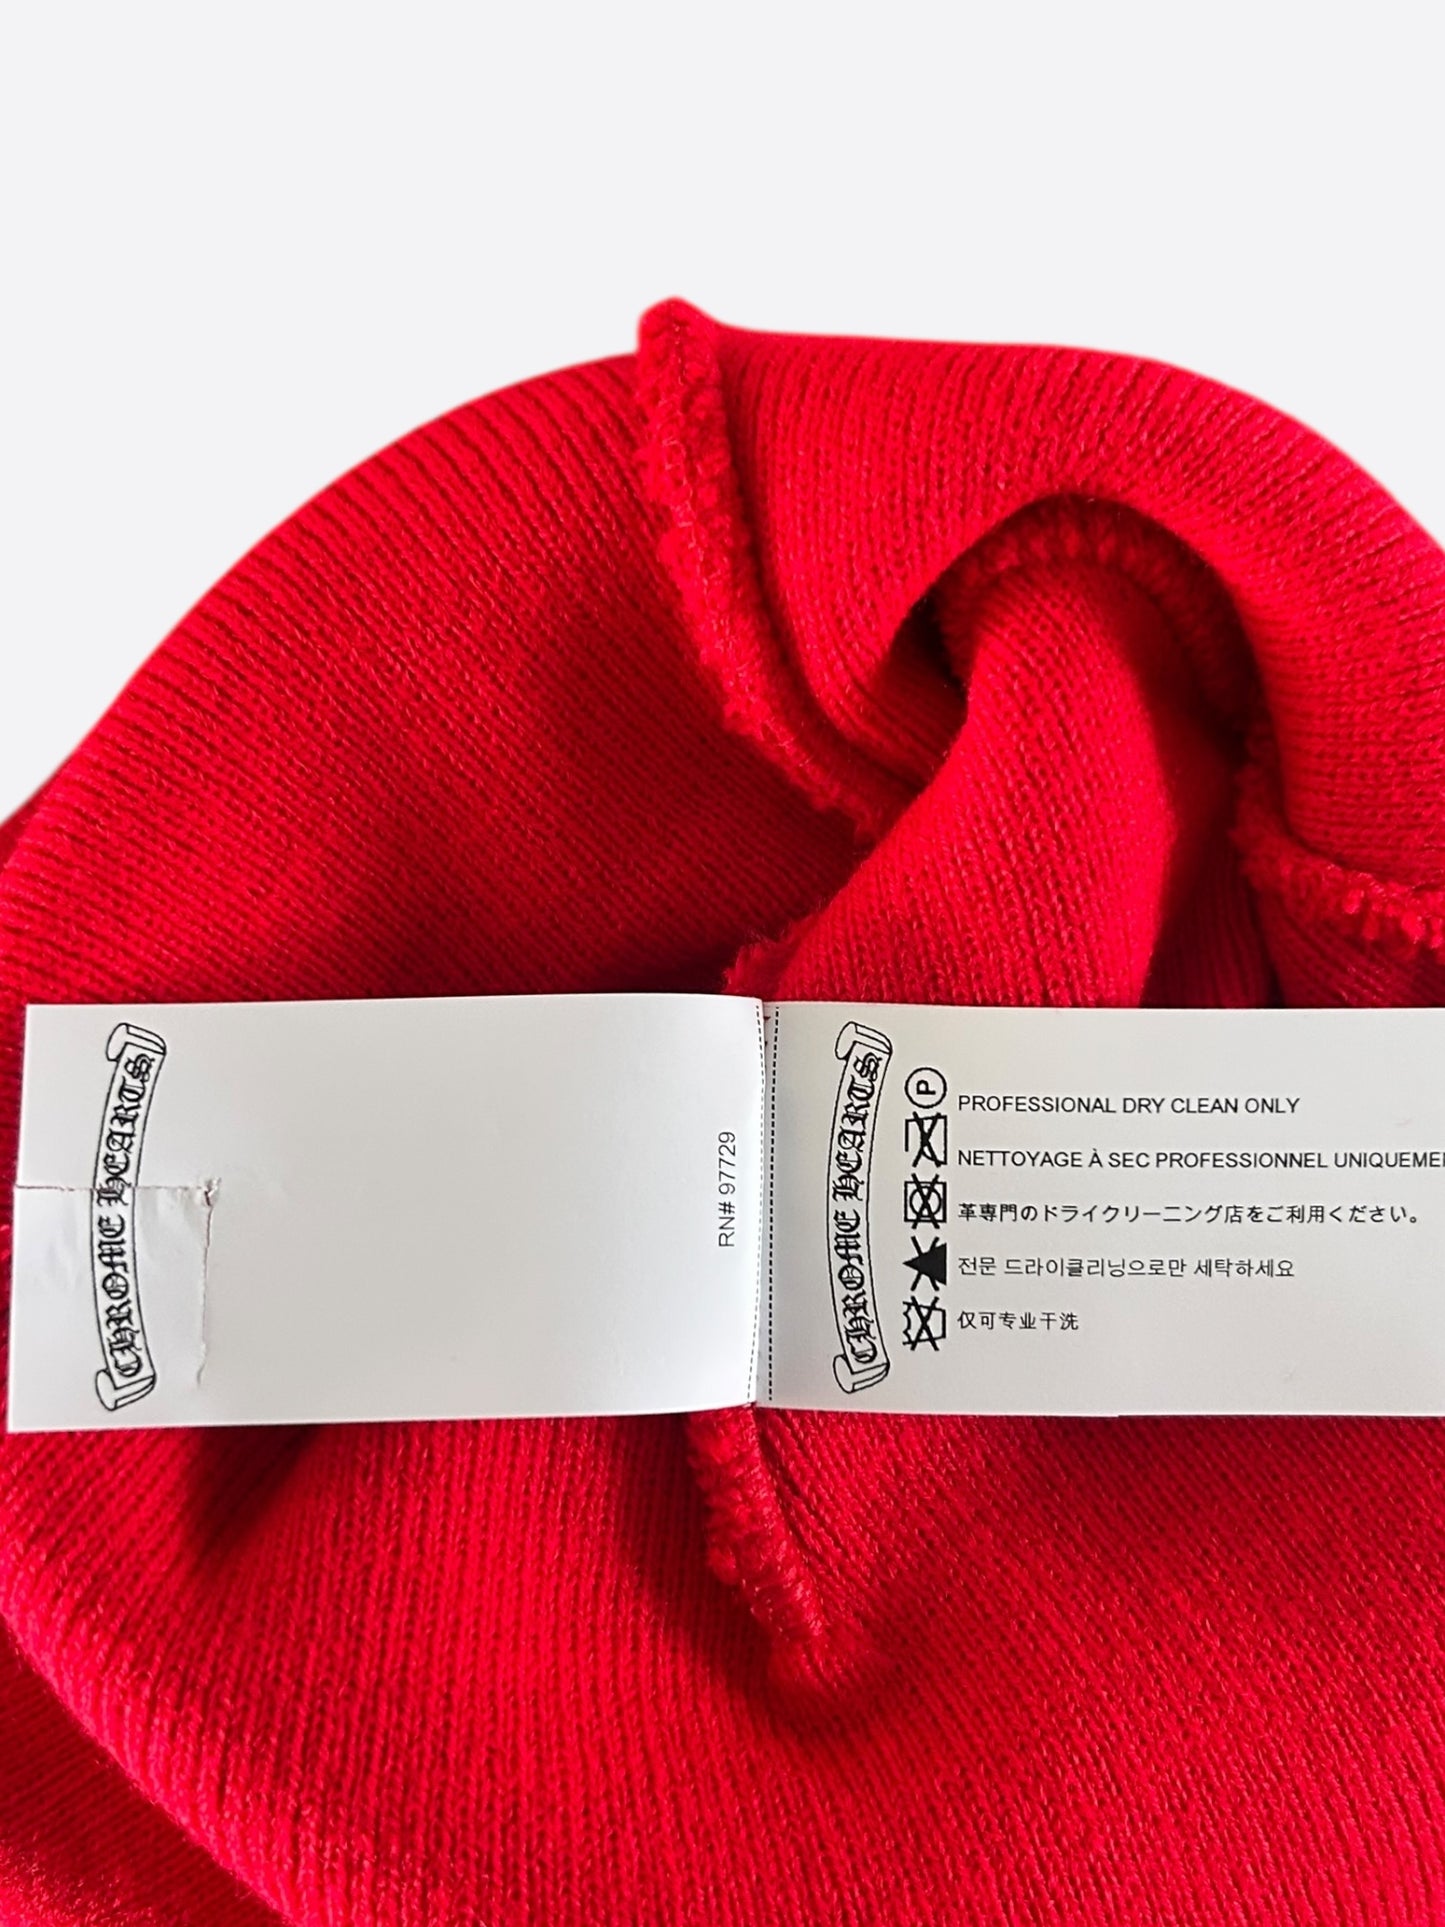 CHROME HEARTS
RN# 97729
CHROME HEARTS
P
PROFESSIONAL DRY CLEAN ONLY
NETTOYAGE À SEC PROFESSIONNEL
革専門のドライクリーニング店をご利用ください。
전문 드라이클리닝으로만 세탁하세요
仅可专业干洗